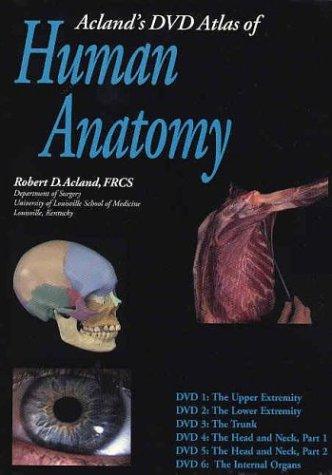 Acland's DVD Atlas of
Human
Anatomy
Robert D. Acland, FRCS
Department of Surgery
University of Louisville School of Medicine
Louisville, Kentucky
DVD 1: The Upper Extremity
DVD 2: The Lower Extremity
DVD 3: The Trunk
DVD 4: The Head and Neck, Part 1
DVD 5: The Head and Neck, Part 2
DVD 6: The Internal Organs